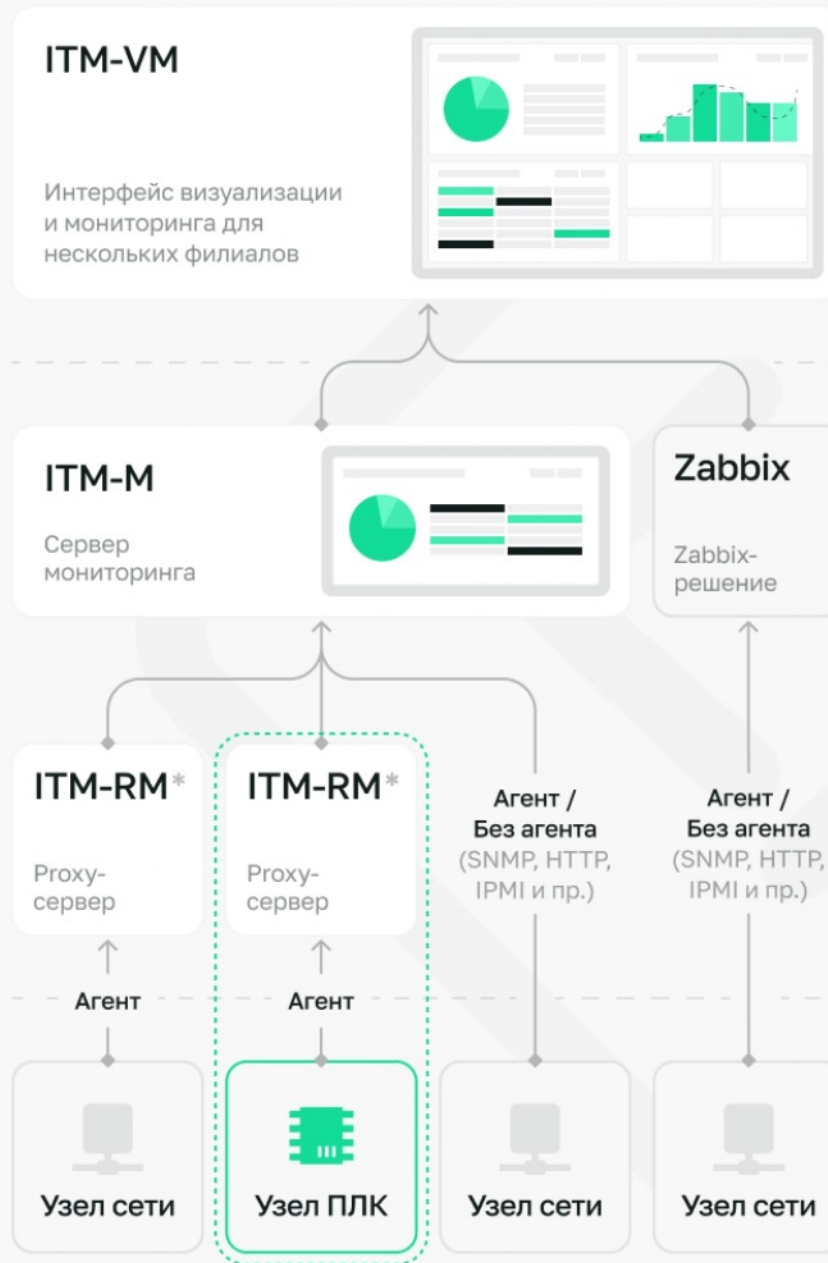 ITM-VM
Интерфейс визуализации
и мониторинга для
нескольких филиалов
ITM-M
Сервер
мониторинга
Zabbix
Zabbix-
решение
ITM-RM*
Proxy-
сервер
ITM-RM*
Proxy-
сервер
Агент /
Без агента
(SNMP, HTTP,
IPMI и пр.)
Агент /
Без агента
(SNMP, HTTP,
IPMI и пр.)
Агент
Агент
Узел сети
Узел ПЛК
Узел сети
Узел сети